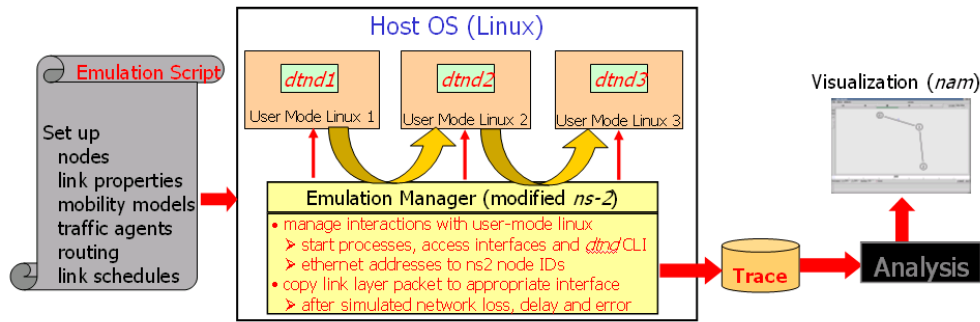 Host OS (Linux)
Emulation Script
dtnd1
dtnd2
dtnd3
User Mode Linux 1
User Mode Linux 2
User Mode Linux 3
Visualization (nam)
Set up
nodes
link properties
mobility models
traffic agents
routing
link schedules
Emulation Manager (modified ns-2)
• manage interactions with user-mode linux
➢ start processes, access interfaces and dtnd CLI
➢ ethernet addresses to ns2 node IDs
• copy link layer packet to appropriate interface
➢ after simulated network loss, delay and error
Trace
Analysis